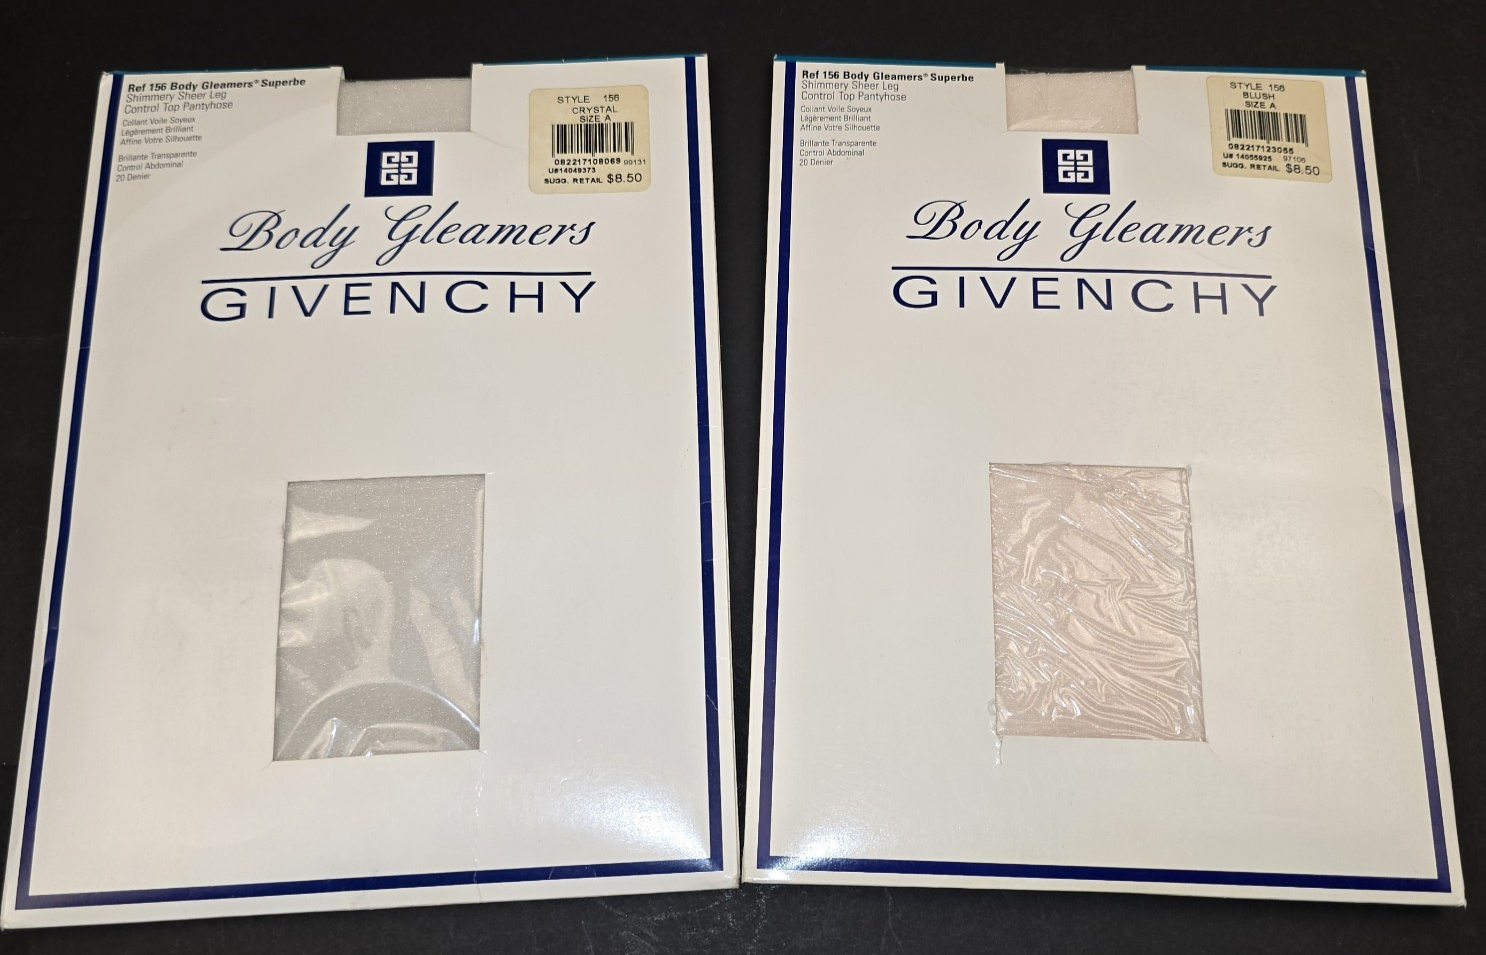 Ref 156 Body Gleamers® Superbe
Shimmery Sheer Leg
Control Top Pantyhose
Collant Voile Soyeux
Légèrement Brilliant
Affine Votre Silhouette
Brillante Transparente
Control Abdominal
20 Denier
STYLE 156
CRYSTAL
SIZE A
082217108069 99131
U#14049373
SUGG. RETAIL $8.50
Body Gleamers
GIVENCHY
Ref 156 Body Gleamers® Superbe
Shimmery Sheer Leg
Control Top Pantyhose
Collant Voile Soyeux
Légèrement Brilliant
Affine Votre Silhouette
Brillante Transparente
Control Abdominal
20 Denier
STYLE 156
BLUSH
SIZE A
082217123055
U# 14055925 97106
SUGG. RETAIL $8.50
Body Gleamers
GIVENCHY